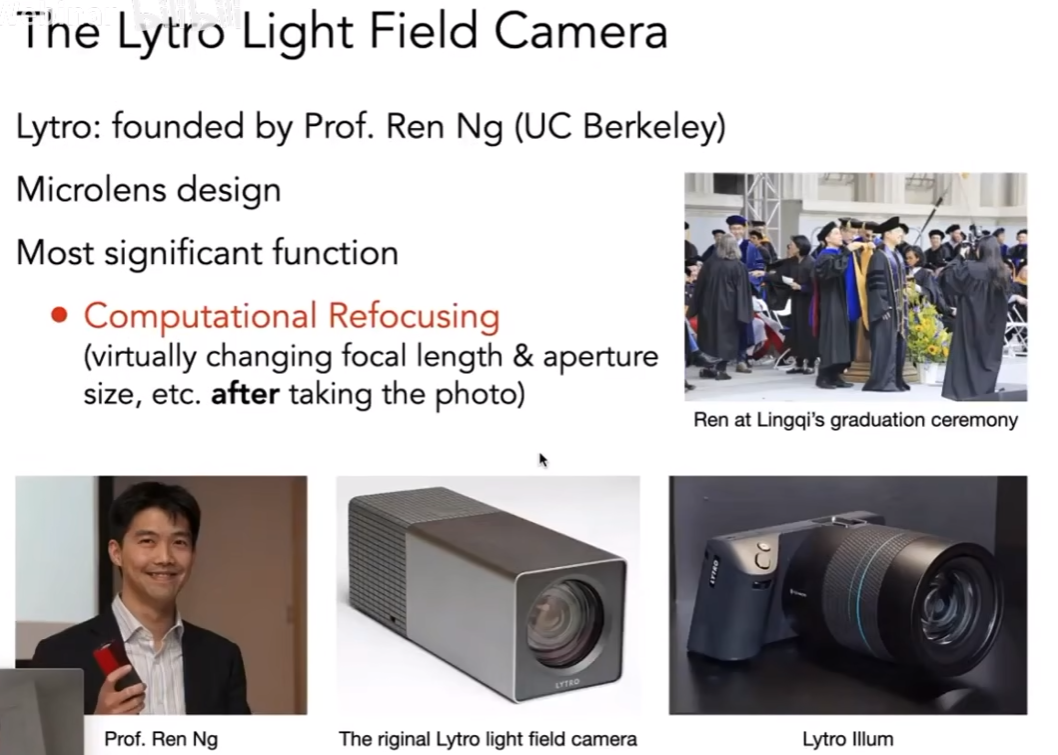 The Lytro Light Field Camera
Lytro: founded by Prof. Ren Ng (UC Berkeley)
Microlens design
Most significant function
• Computational Refocusing
(virtually changing focal length & aperture
size, etc. after taking the photo)
Ren at Lingqi's graduation ceremony
LYTRO
LYTRO
Prof. Ren Ng
The riginal Lytro light field camera
Lytro Illum